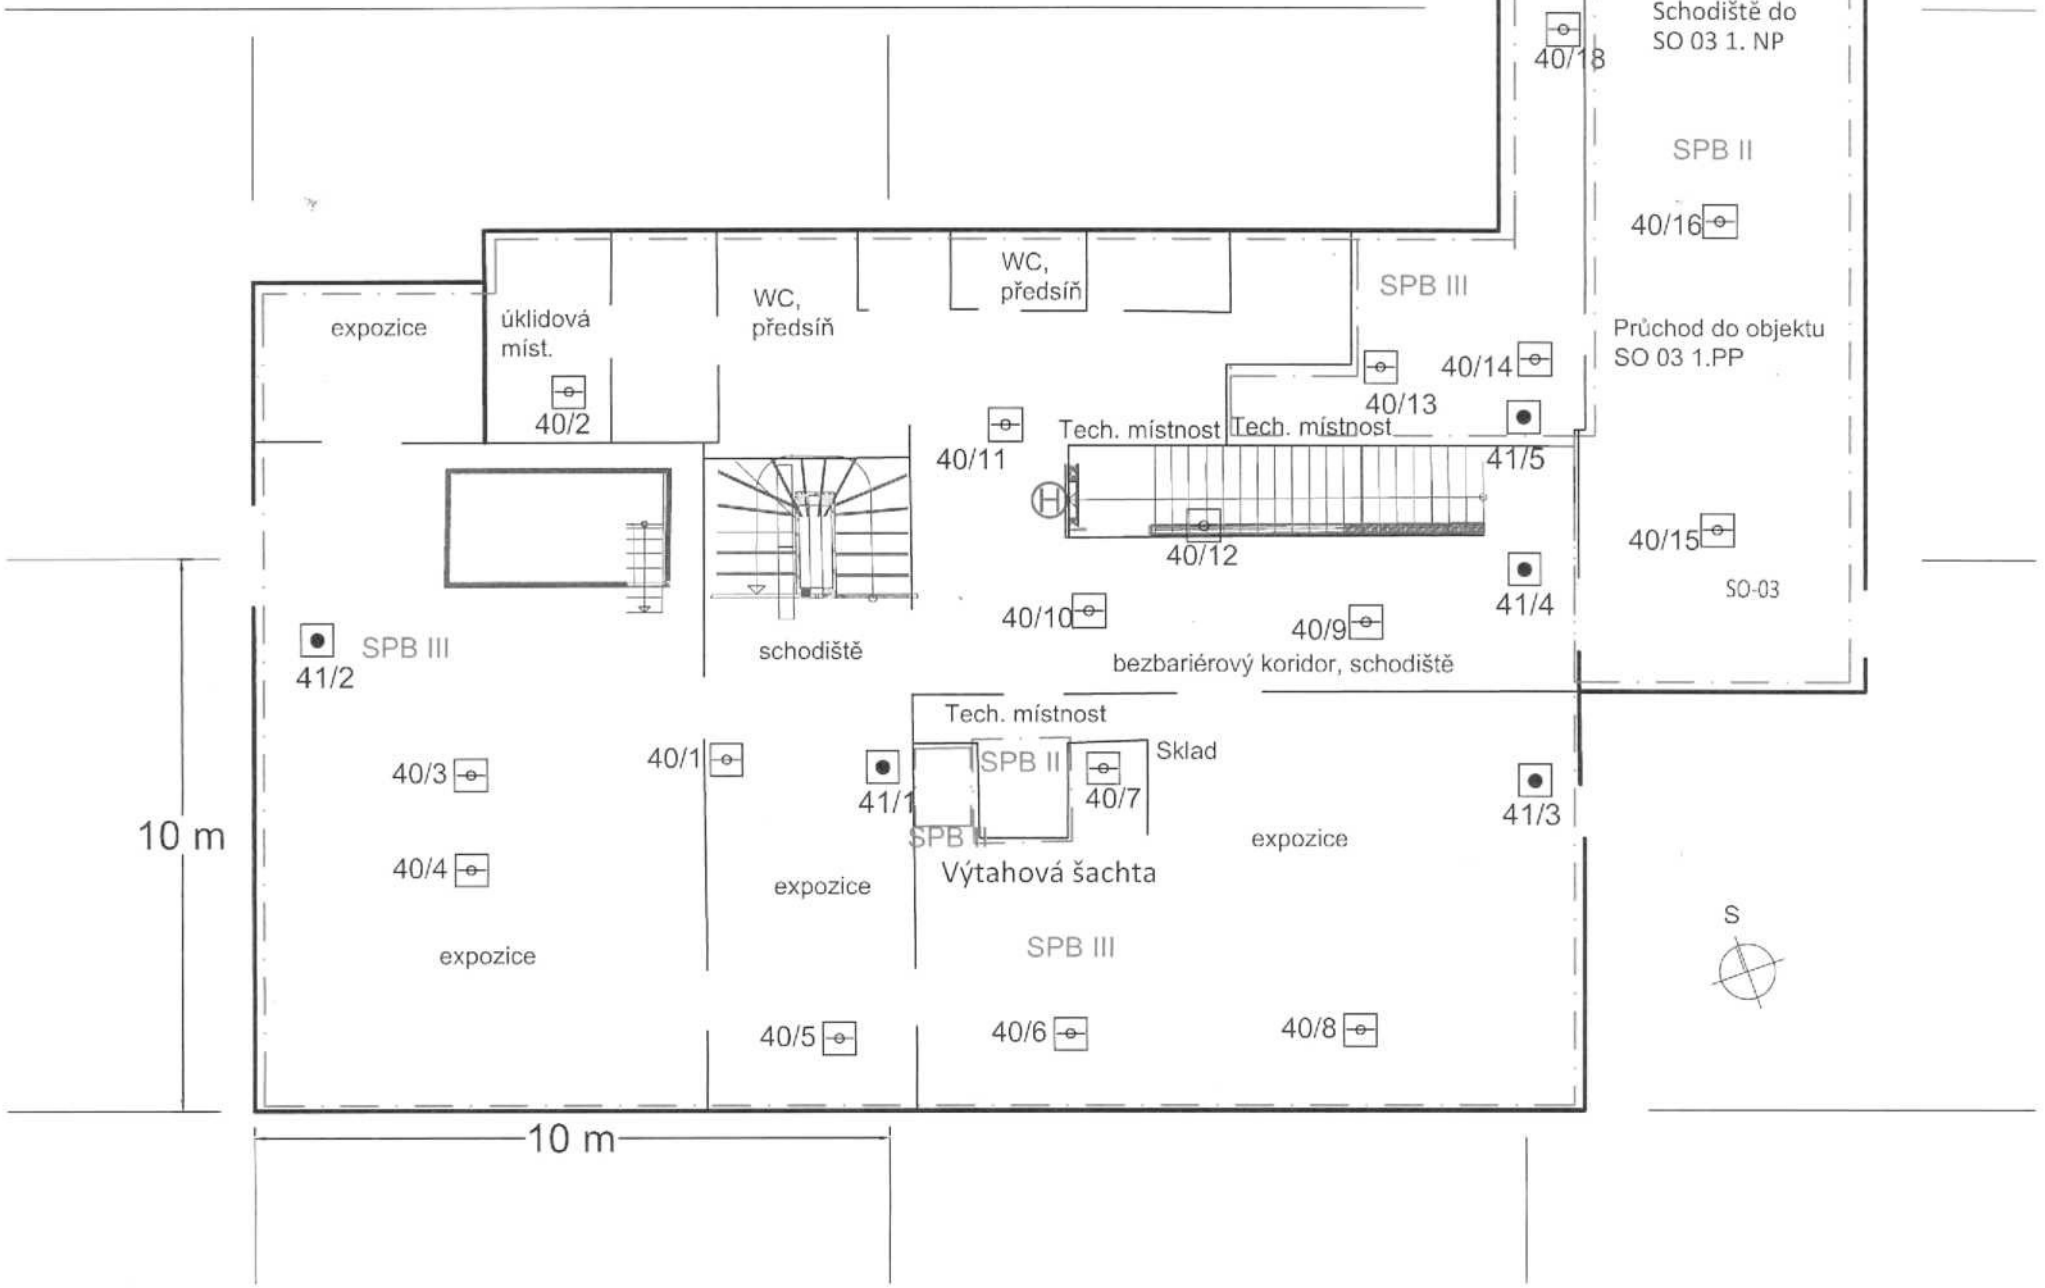 Schodiště do
SO 03 1. NP
40/18
SPB II
40/16
WC,
předsíň
SPB III
WC,
předsíň
úklidová
míst.
expozice
Průchod do objektu
SO 03 1.PP
40/14
40/13
40/2
Tech. místnost
Tech. místnost
40/11
41/5
H
40/12
40/15
SO-03
41/4
40/10
40/9
SPB III
41/2
schodiště
bezbariérový koridor, schodiště
Tech. místnost
Sklad
SPB II
40/1
40/3
41/1
40/7
41/3
10 m
SPB II
expozice
40/4
Výtahová šachta
expozice
S
SPB III
expozice
40/5
40/6
40/8
10 m